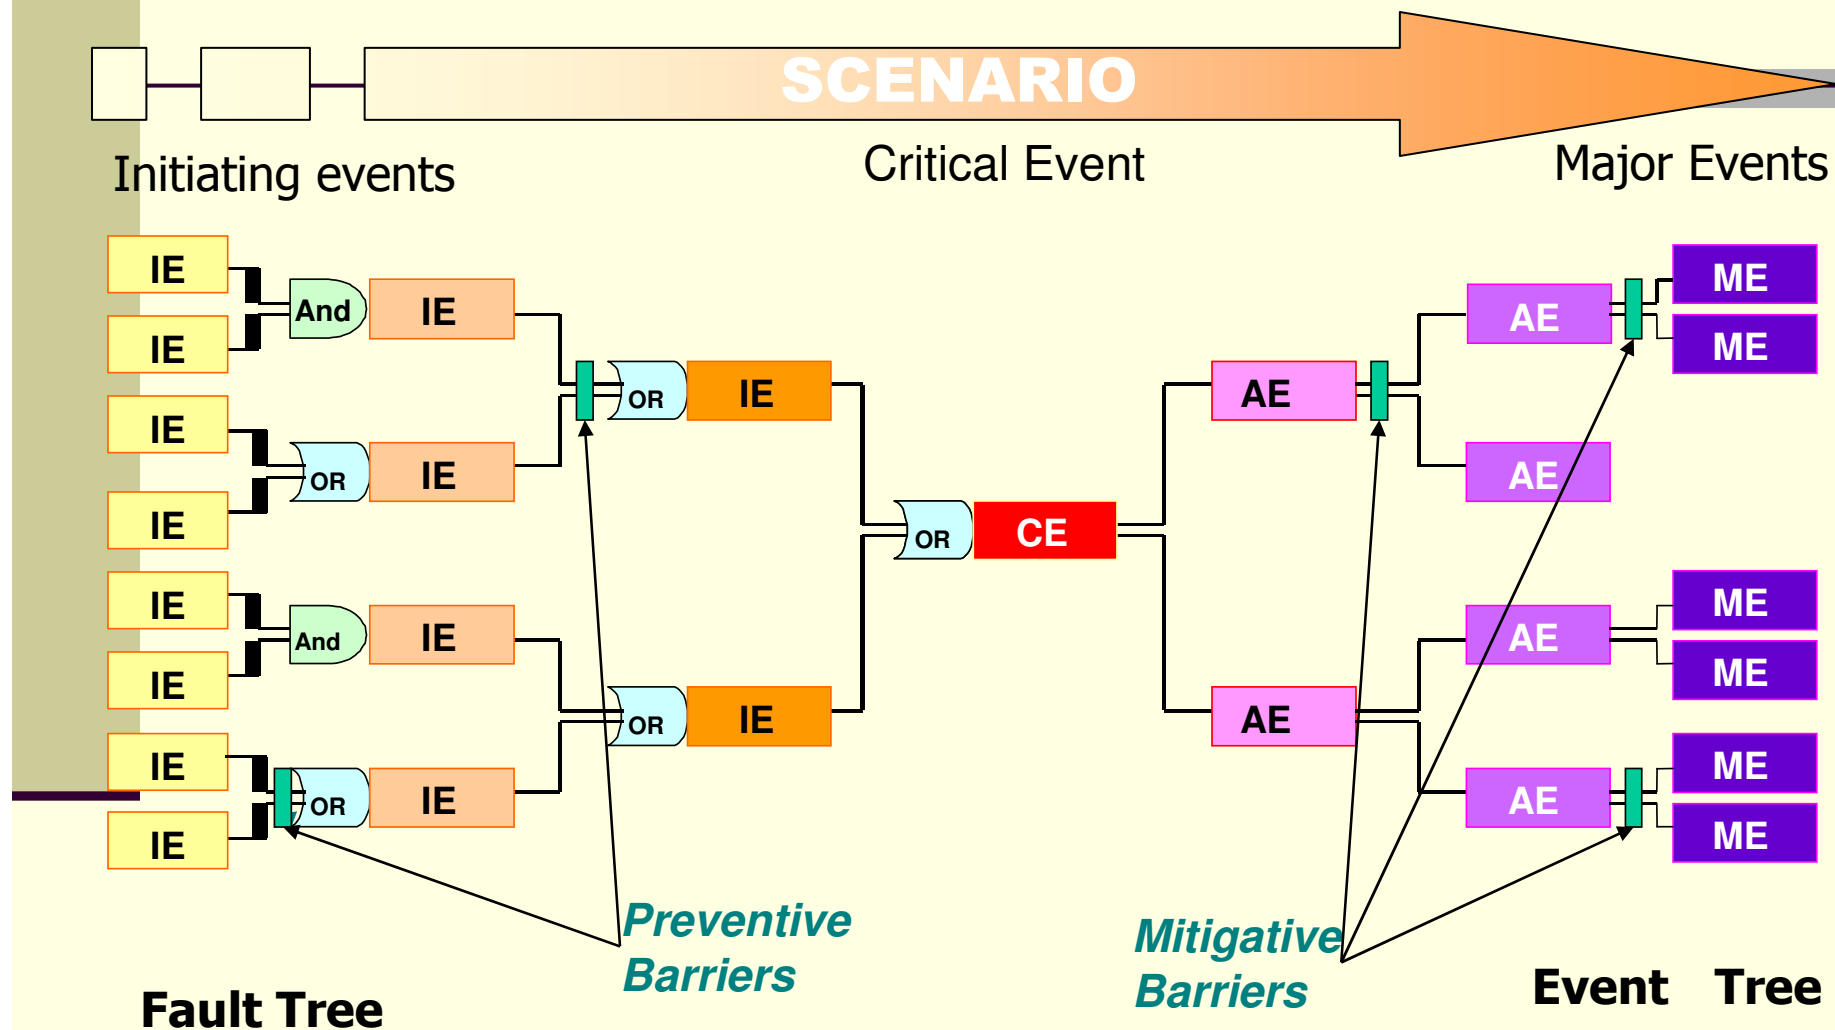 SCENARIO
Initiating events
Critical Event
Major Events
IE
IE
And
IE
IE
IE
OR
IE
OR
IE
IE
IE
And
IE
IE
IE
OR
IE
OR
IE
OR
CE
AE
AE
AE
AE
AE
AE
ME
ME
ME
ME
ME
ME
Preventive
Barriers
Mitigative
Barriers
Fault Tree
Event Tree